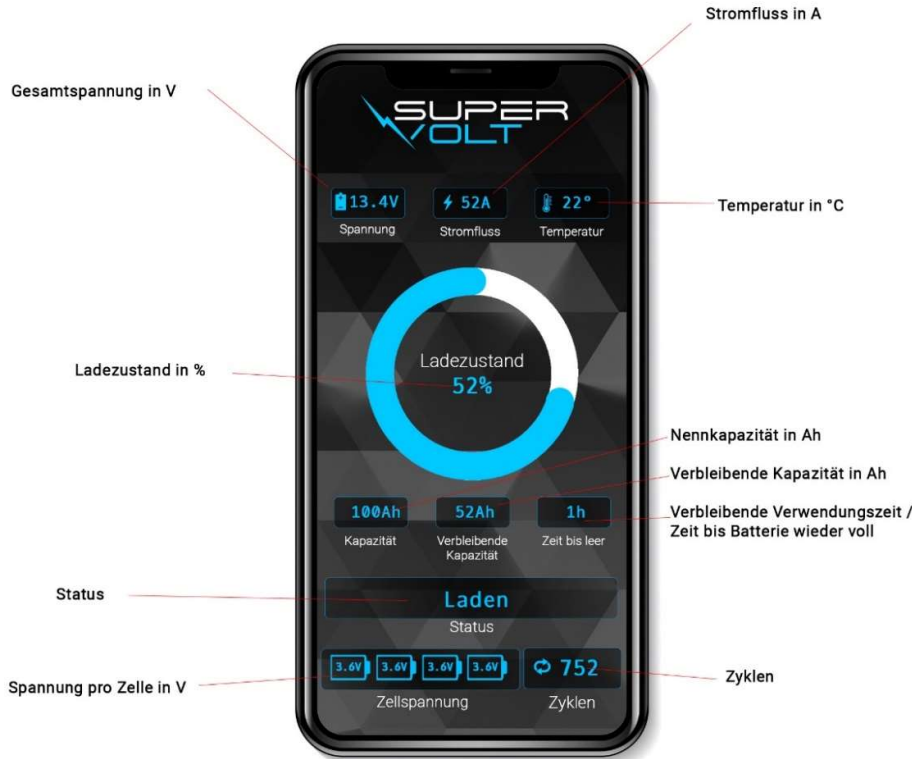 Stromfluss in A
Gesamtspannung in V
SUPER
VOLT
13.4V
52A
22°
Spannung
Stromfluss
Temperatur
Temperatur in °C
Ladezustand
52%
Ladezustand in %
Nennkapazität in Ah
Verbleibende Kapazität in Ah
Verbleibende Verwendungszeit /
Zeit bis Batterie wieder voll
100Ah
52Ah
1h
Kapazität
Verbleibende
Kapazität
Zeit bis leer
Status
Laden
Status
Spannung pro Zelle in V
3.6V
3.6V
3.6V
3.6V
752
Zellspannung
Zyklen
Zyklen